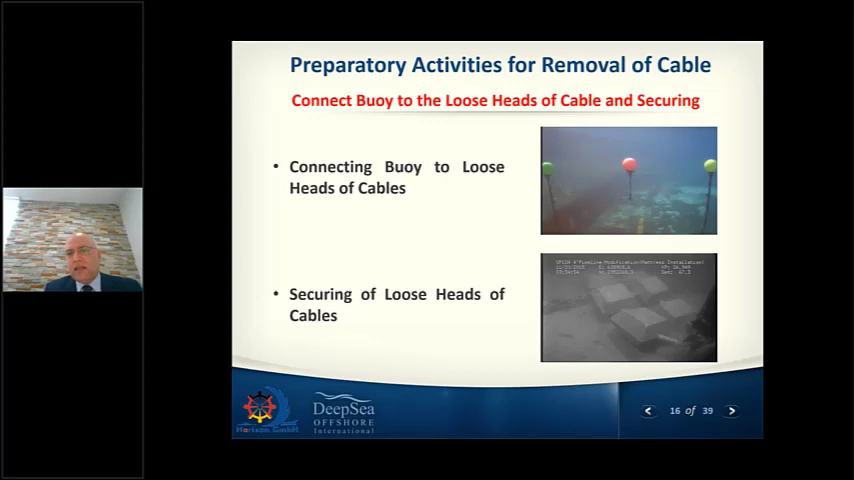 Preparatory Activities for Removal of Cable
Connect Buoy to the Loose Heads of Cable and Securing
• Connecting Buoy to Loose
Heads of Cables
• Securing of Loose Heads of
Cables
Horizon GmbH
DeepSea
OFFSHORE
International
16 of 39